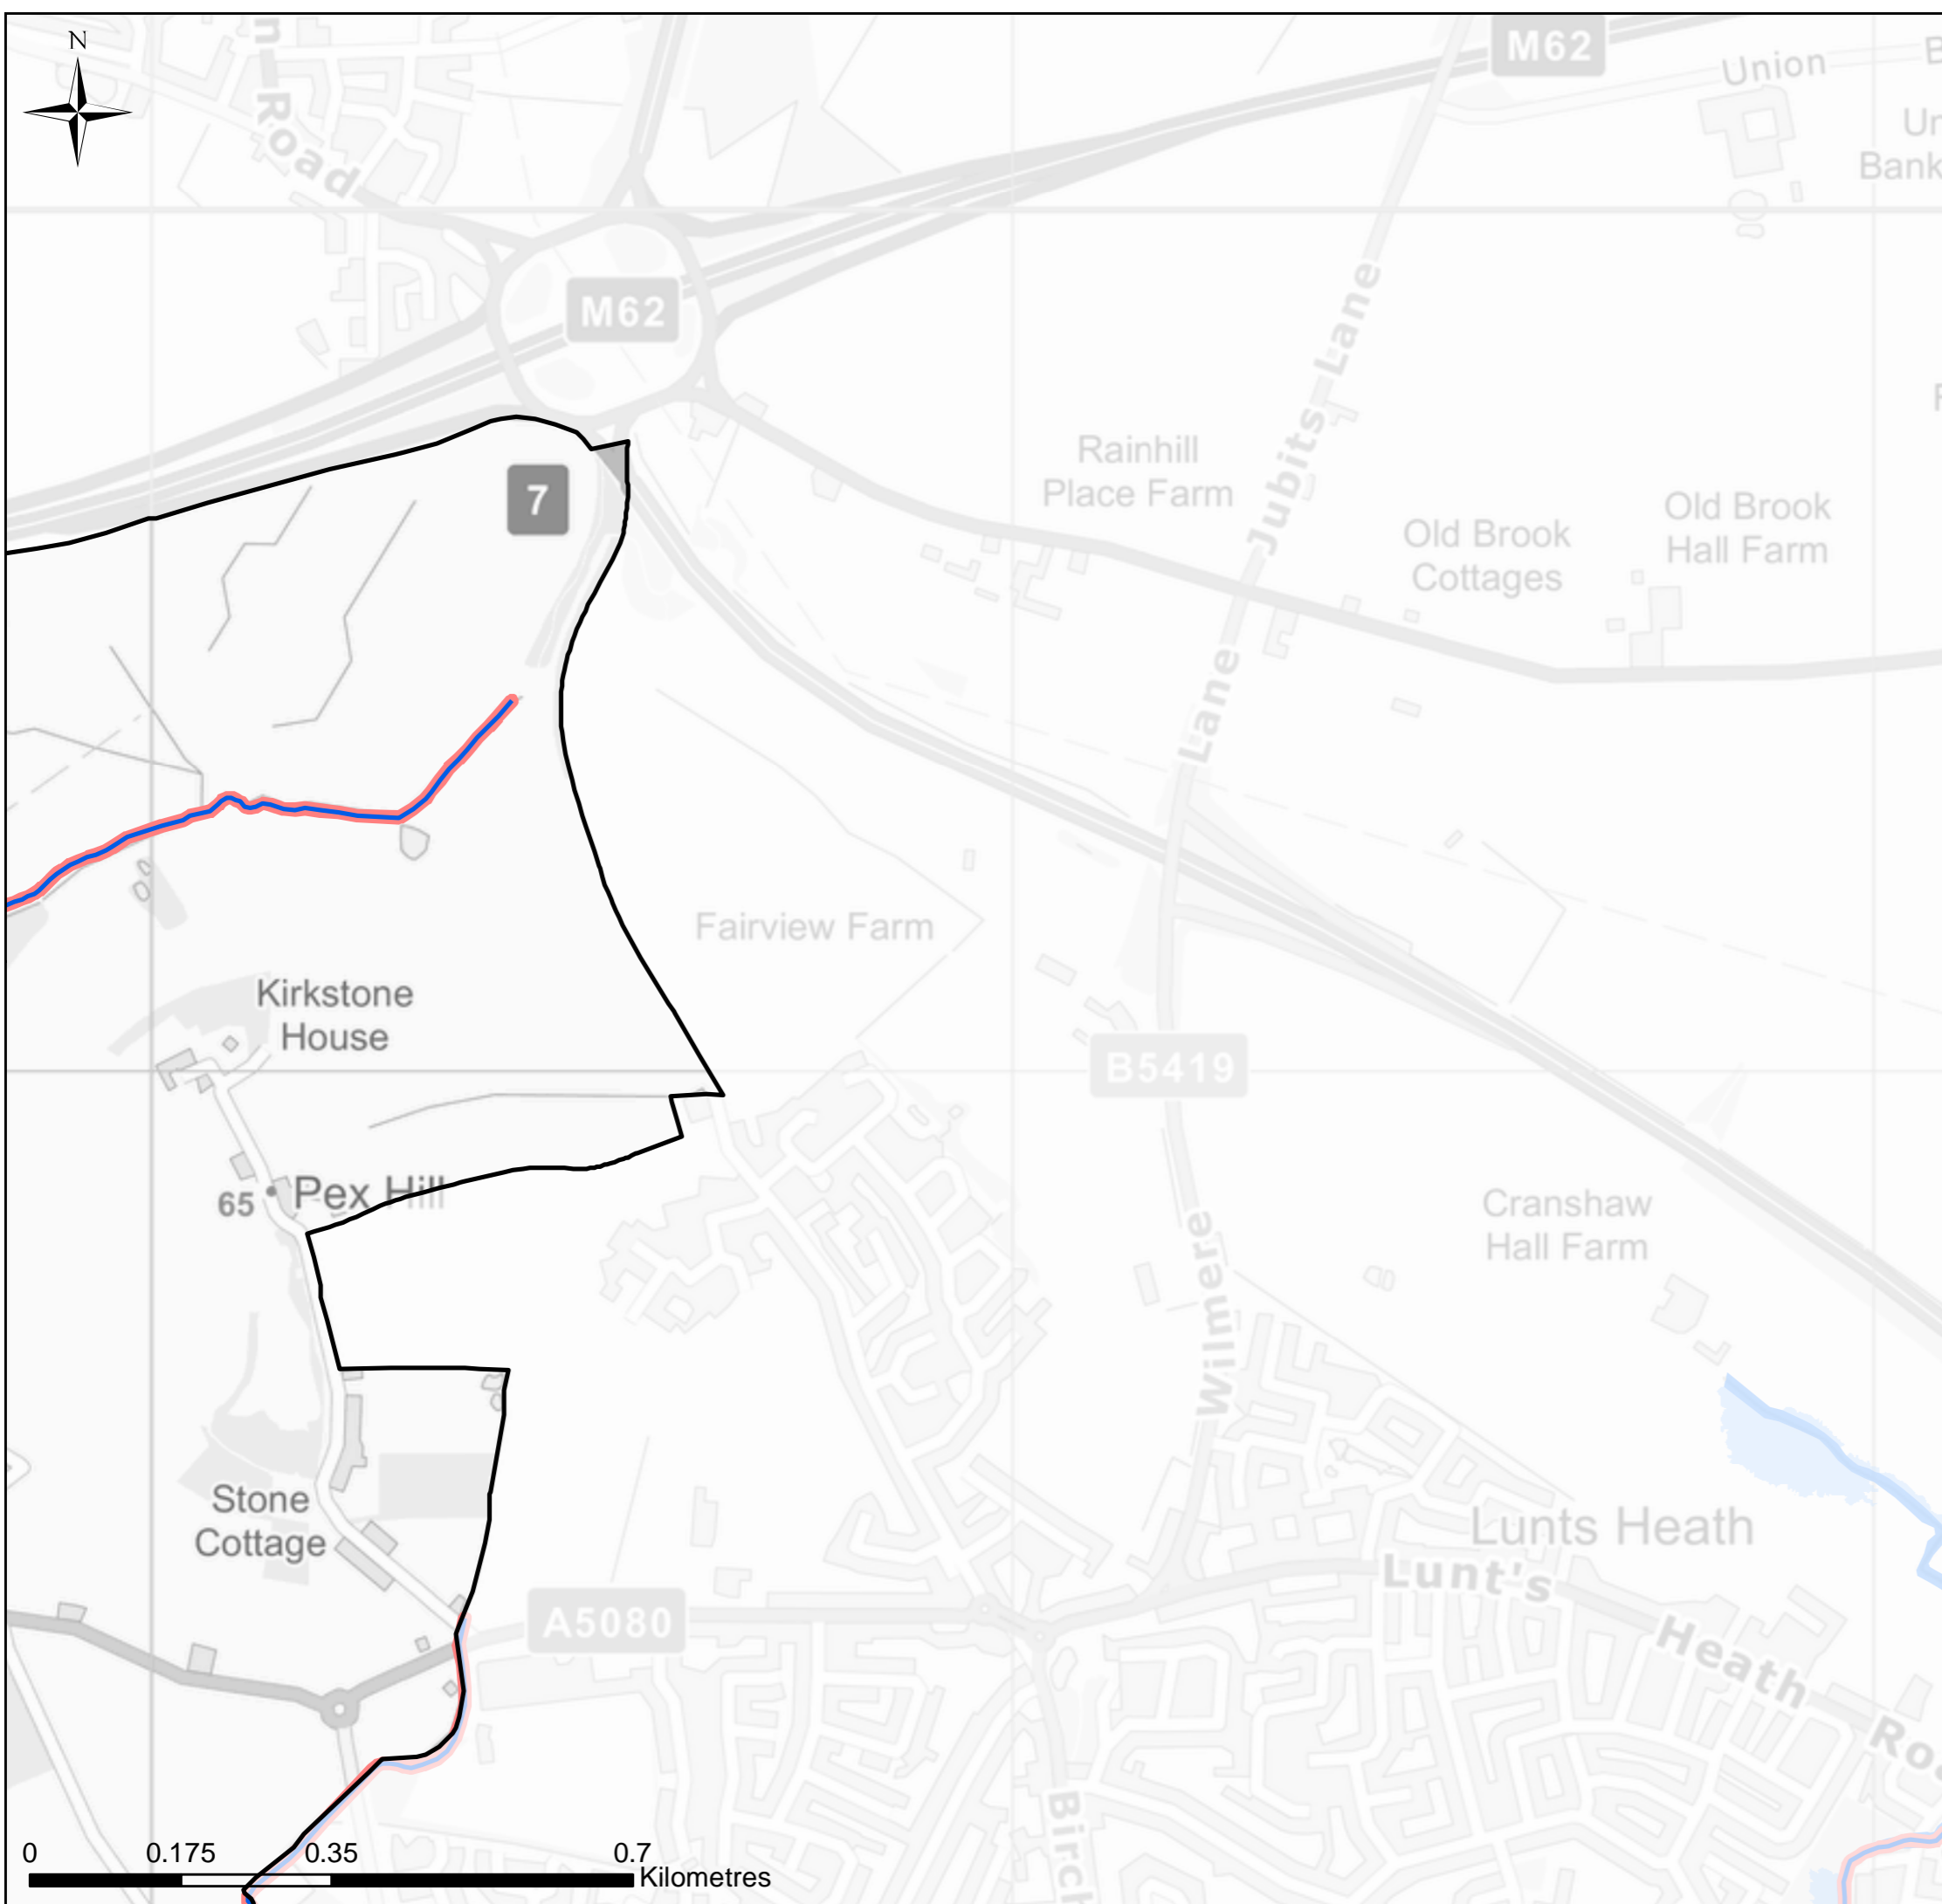 N
Road
M62
Union
Bank
M62
Jubits Lane
7
Rainhill
Place Farm
Old Brook
Cottages
Old Brook
Hall Farm
Lane
Fairview Farm
Kirkstone
House
B5419
65
Pex Hill
Cranshaw
Hall Farm
Wilmere
Stone
Cottage
Lunts Heath
Lunt's
Heath
A5080
Birch
0 0.175 0.35 0.7
Kilometres